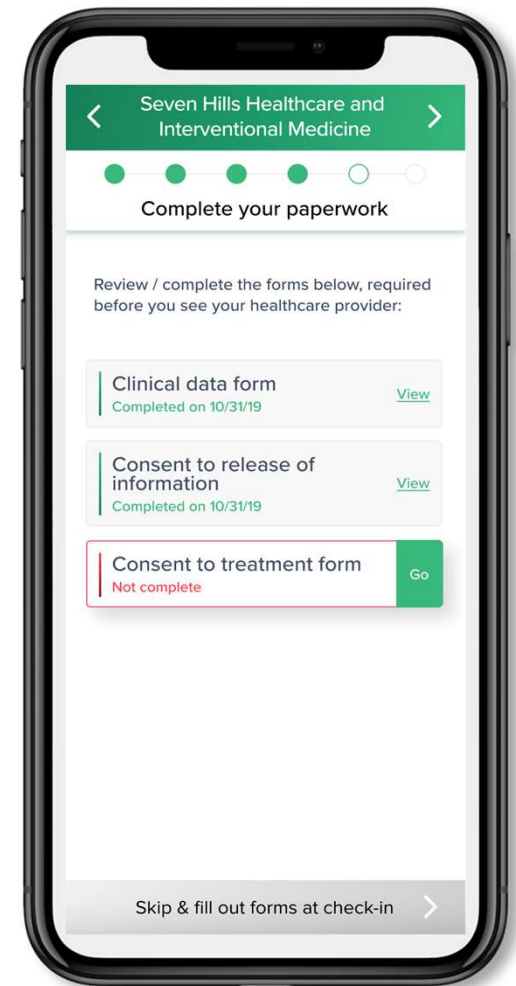 Seven Hills Healthcare and
Interventional Medicine
Complete your paperwork
Review / complete the forms below, required
before you see your healthcare provider:
Clinical data form
Completed on 10/31/19
View
Consent to release of
information
Completed on 10/31/19
View
Consent to treatment form
Not complete
Go
Skip & fill out forms at check-in